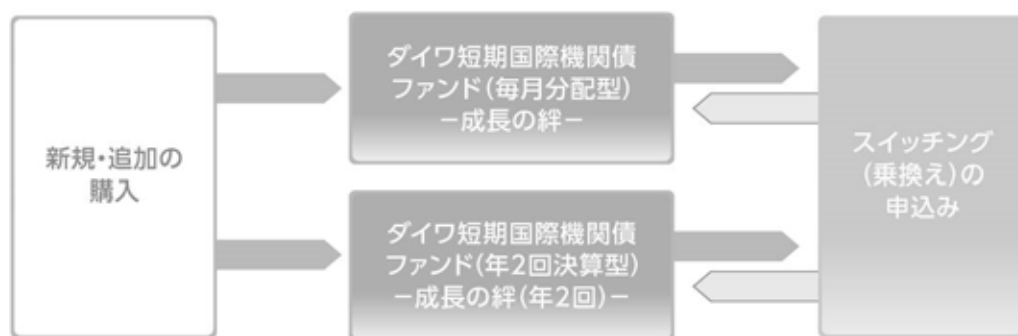 新規・追加の
購入
ダイワ短期国際機関債
ファンド(毎月分配型)
－成長の絆－
ダイワ短期国際機関債
ファンド(年2回決算型)
－成長の絆(年2回)－
スイッチング
(乗換え)の
申込み